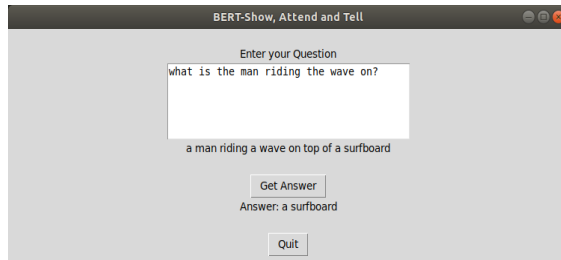 BERT-Show, Attend and Tell
Enter your Question
what is the man riding the wave on?
a man riding a wave on top of a surfboard
Get Answer
Answer: a surfboard
Quit